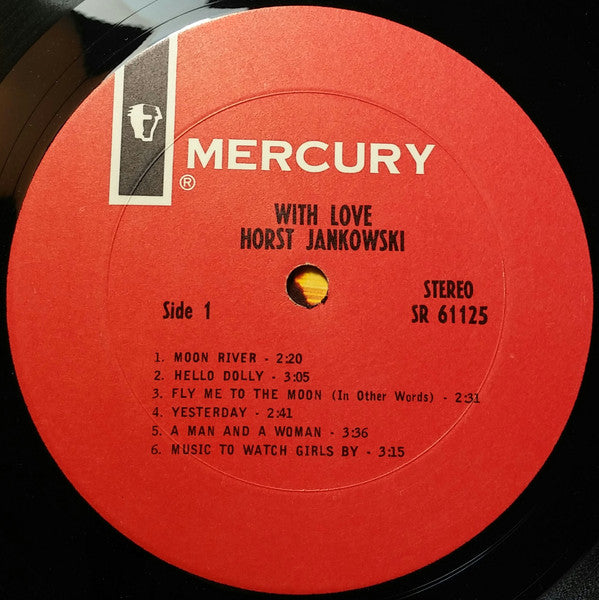 MERCURY
®
WITH LOVE
HORST JANKOWSKI
Side 1
STEREO
SR 61125
1. MOON RIVER - 2:20
2. HELLO DOLLY - 3:05
3. FLY ME TO THE MOON (In Other Words) - 2:31
4. YESTERDAY - 2:41
5. A MAN AND A WOMAN - 3:36
6. MUSIC TO WATCH GIRLS BY - 3:15